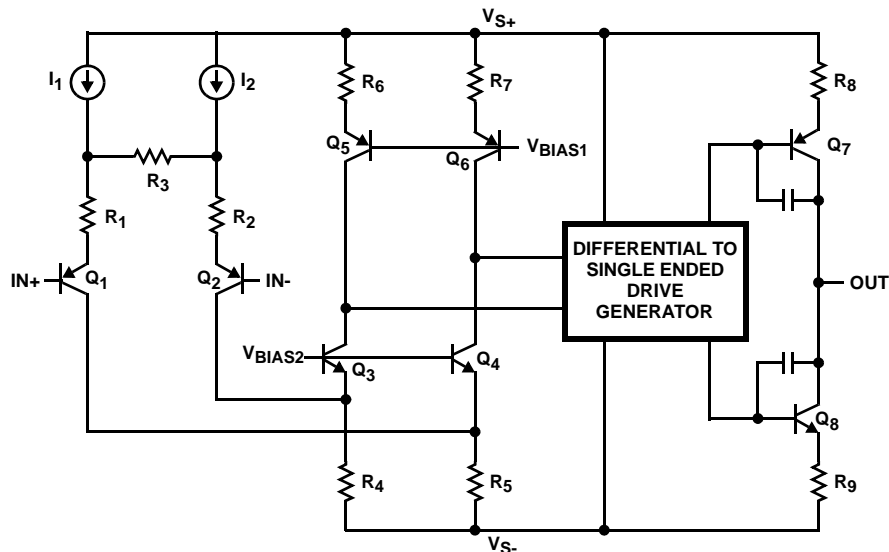 VS+
I1
I2
R6
R7
R8
Q5
Q6
VBIAS1
Q7
R3
R1
R2
IN+
Q1
Q2
IN-
DIFFERENTIAL TO
SINGLE ENDED
DRIVE
GENERATOR
OUT
VBIAS2
Q3
Q4
Q8
R4
R5
R9
VS-